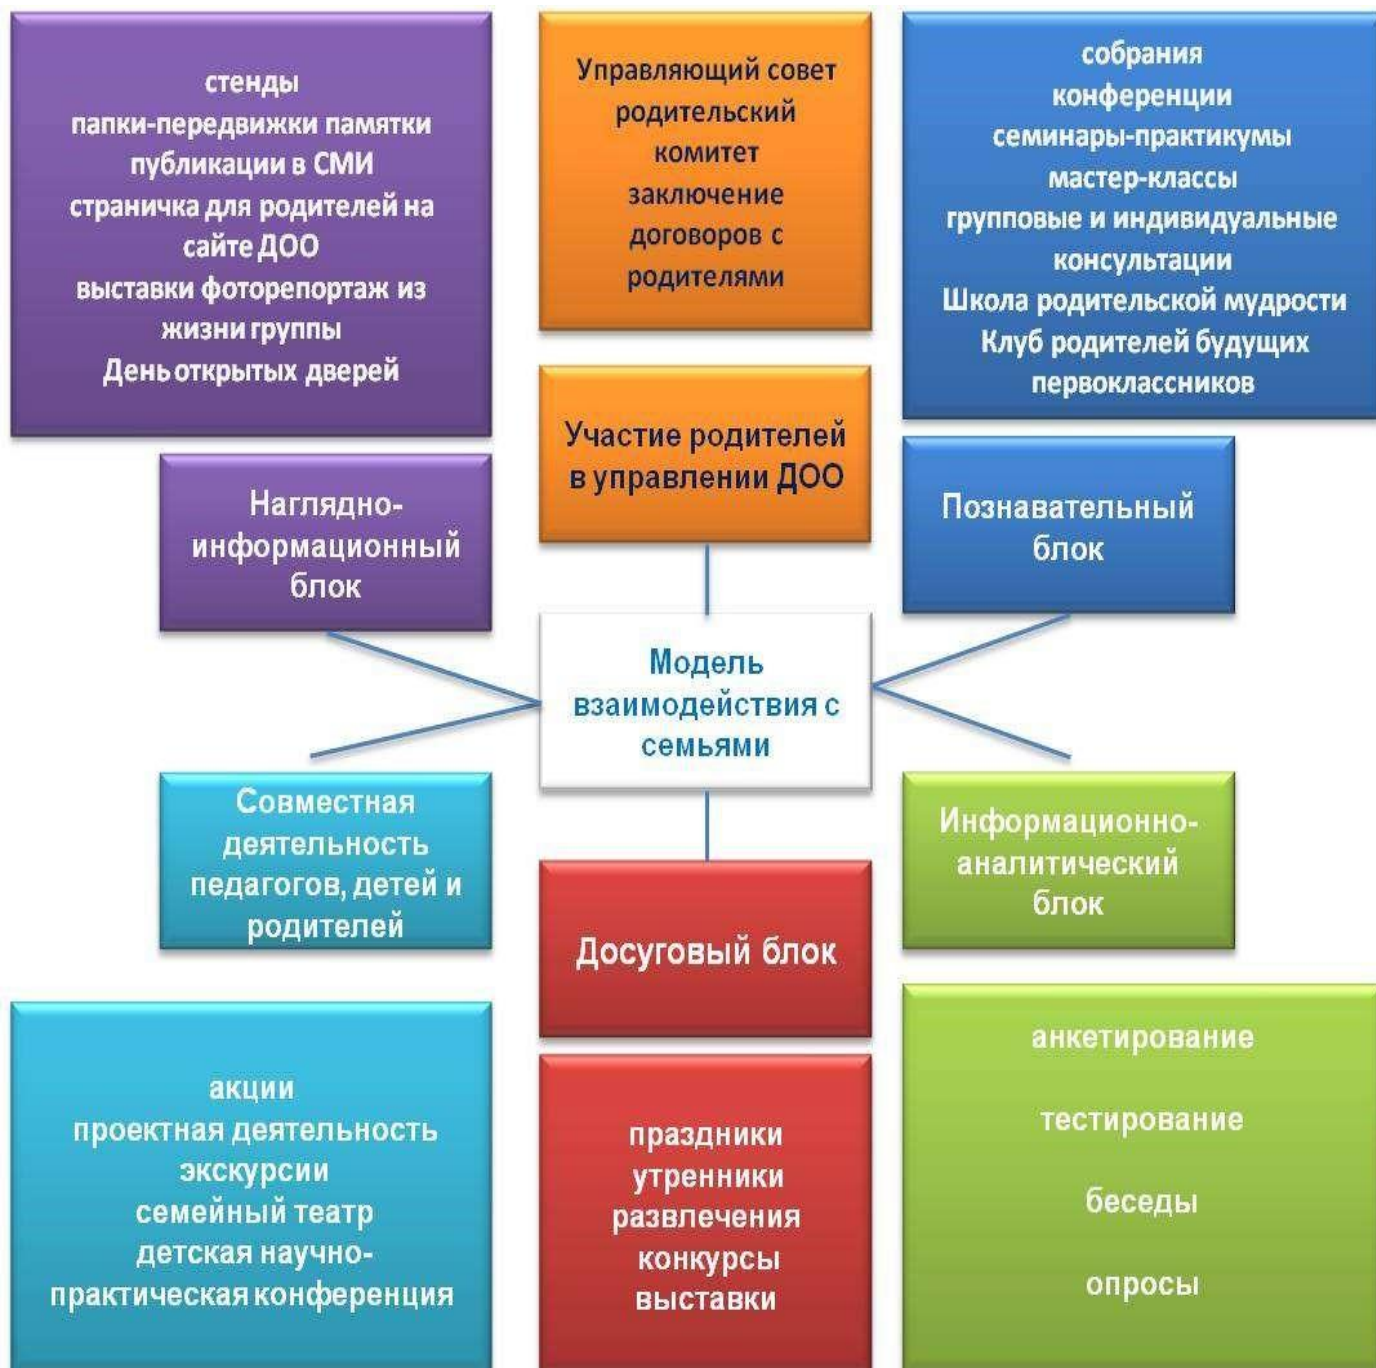 стенды
папки-передвижки памятки
публикации в СМИ
страничка для родителей на
сайте ДОО
выставки фоторепортаж из
жизни группы
День открытых дверей
Управляющий совет
родительский
комитет
заключение
договоров с
родителями
собрания
конференции
семинары-практикумы
мастер-классы
групповые и индивидуальные
консультации
Школа родительской мудрости
Клуб родителей будущих
первоклассников
Наглядно-
информационный
блок
Участие родителей
в управлении ДОО
Познавательный
блок
Модель
взаимодействия с
семьями
Совместная
деятельность
педагогов, детей и
родителей
Досуговый блок
Информационно-
аналитический
блок
акции
проектная деятельность
экскурсии
семейный театр
детская научно-
практическая конференция
праздники
утренники
развлечения
конкурсы
выставки
анкетирование
тестирование
беседы
опросы